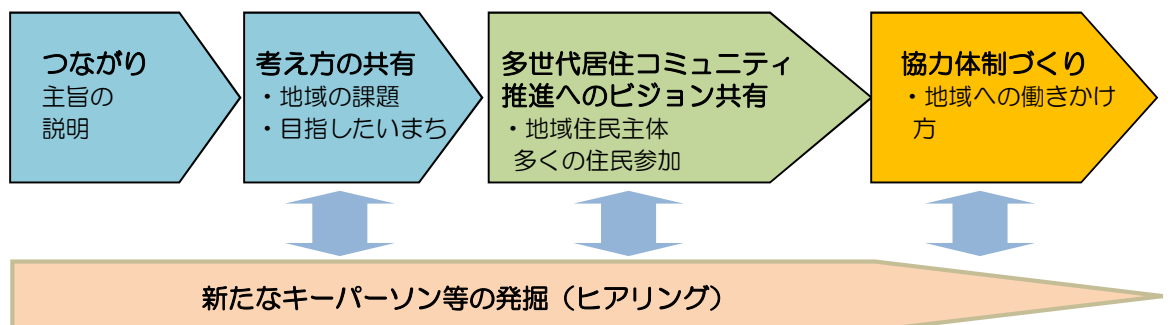 つながり
主旨の
説明
考え方の共有
・地域の課題
・目指したいまち
多世代居住コミュニティ
推進へのビジョン共有
・地域住民主体
多くの住民参加
協力体制づくり
・地域への働きかけ
方
新たなキーパーソン等の発掘（ヒアリング）